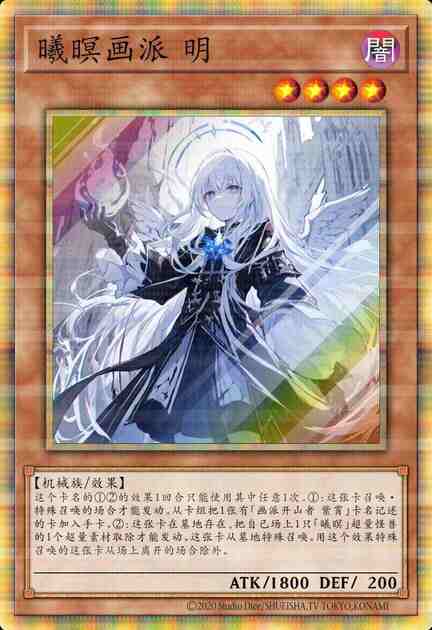 曦暝画派 明
闇
【机械族/效果】
这个卡名的①②的效果1回合只能使用其中任意1次。①：这张卡召唤・
特殊召唤的场合才能发动。从卡组把1张有「画派开山者 紫霄」卡名记述
的卡加入手卡。②：这张卡在墓地存在，把自己场上1只「曦暝」超量怪兽
的1个超量素材取除才能发动。这张卡从墓地特殊召唤。用这个效果特殊
召唤的这张卡从场上离开的场合除外。
ATK/1800 DEF/ 200
©2020 Studio Dice/SHUEISHA,TV TOKYO,KONAMI